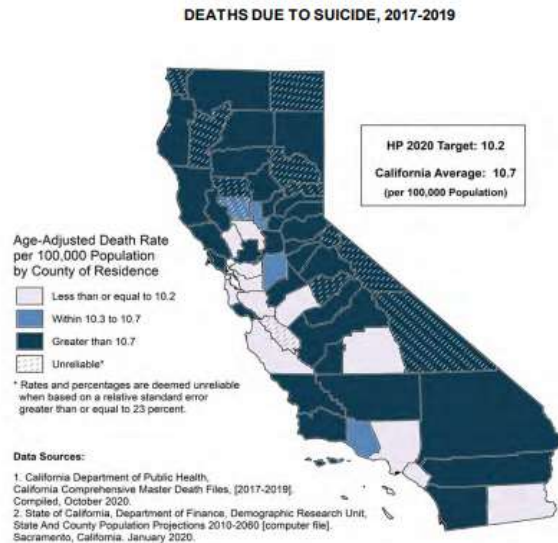 DEATHS DUE TO SUICIDE, 2017-2019
HP 2020 Target: 10.2
California Average: 10.7
(per 100,000 Population)
Age-Adjusted Death Rate
per 100,000 Population
by County of Residence
Less than or equal to 10.2
Within 10.3 to 10.7
Greater than 10.7
Unreliable*
* Rates and percentages are deemed unreliable
when based on a relative standard error
greater than or equal to 23 percent.
Data Sources:
1. California Department of Public Health,
California Comprehensive Master Death Files, [2017-2019].
Compiled, October 2020.
2. State of California, Department of Finance, Demographic Research Unit,
State And County Population Projections 2010-2060 [computer file].
Sacramento, California. January 2020.